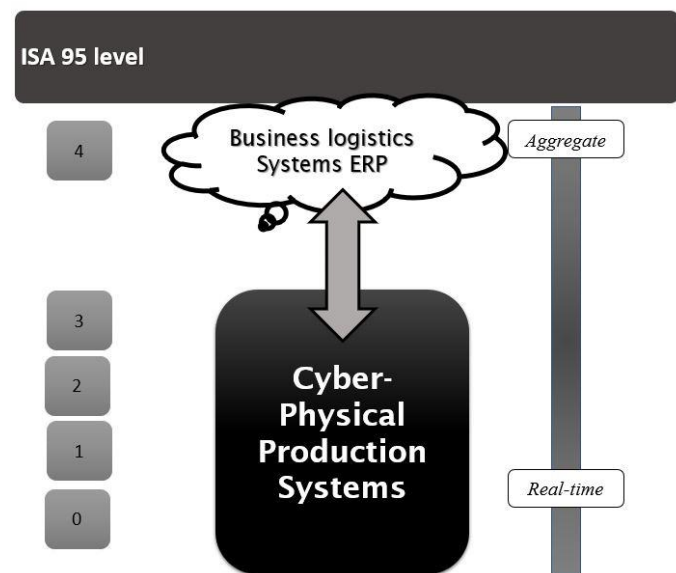 ISA 95 level
4
Business logistics
Systems ERP
Aggregate
3
2
1
0
Cyber-
Physical
Production
Systems
Real-time